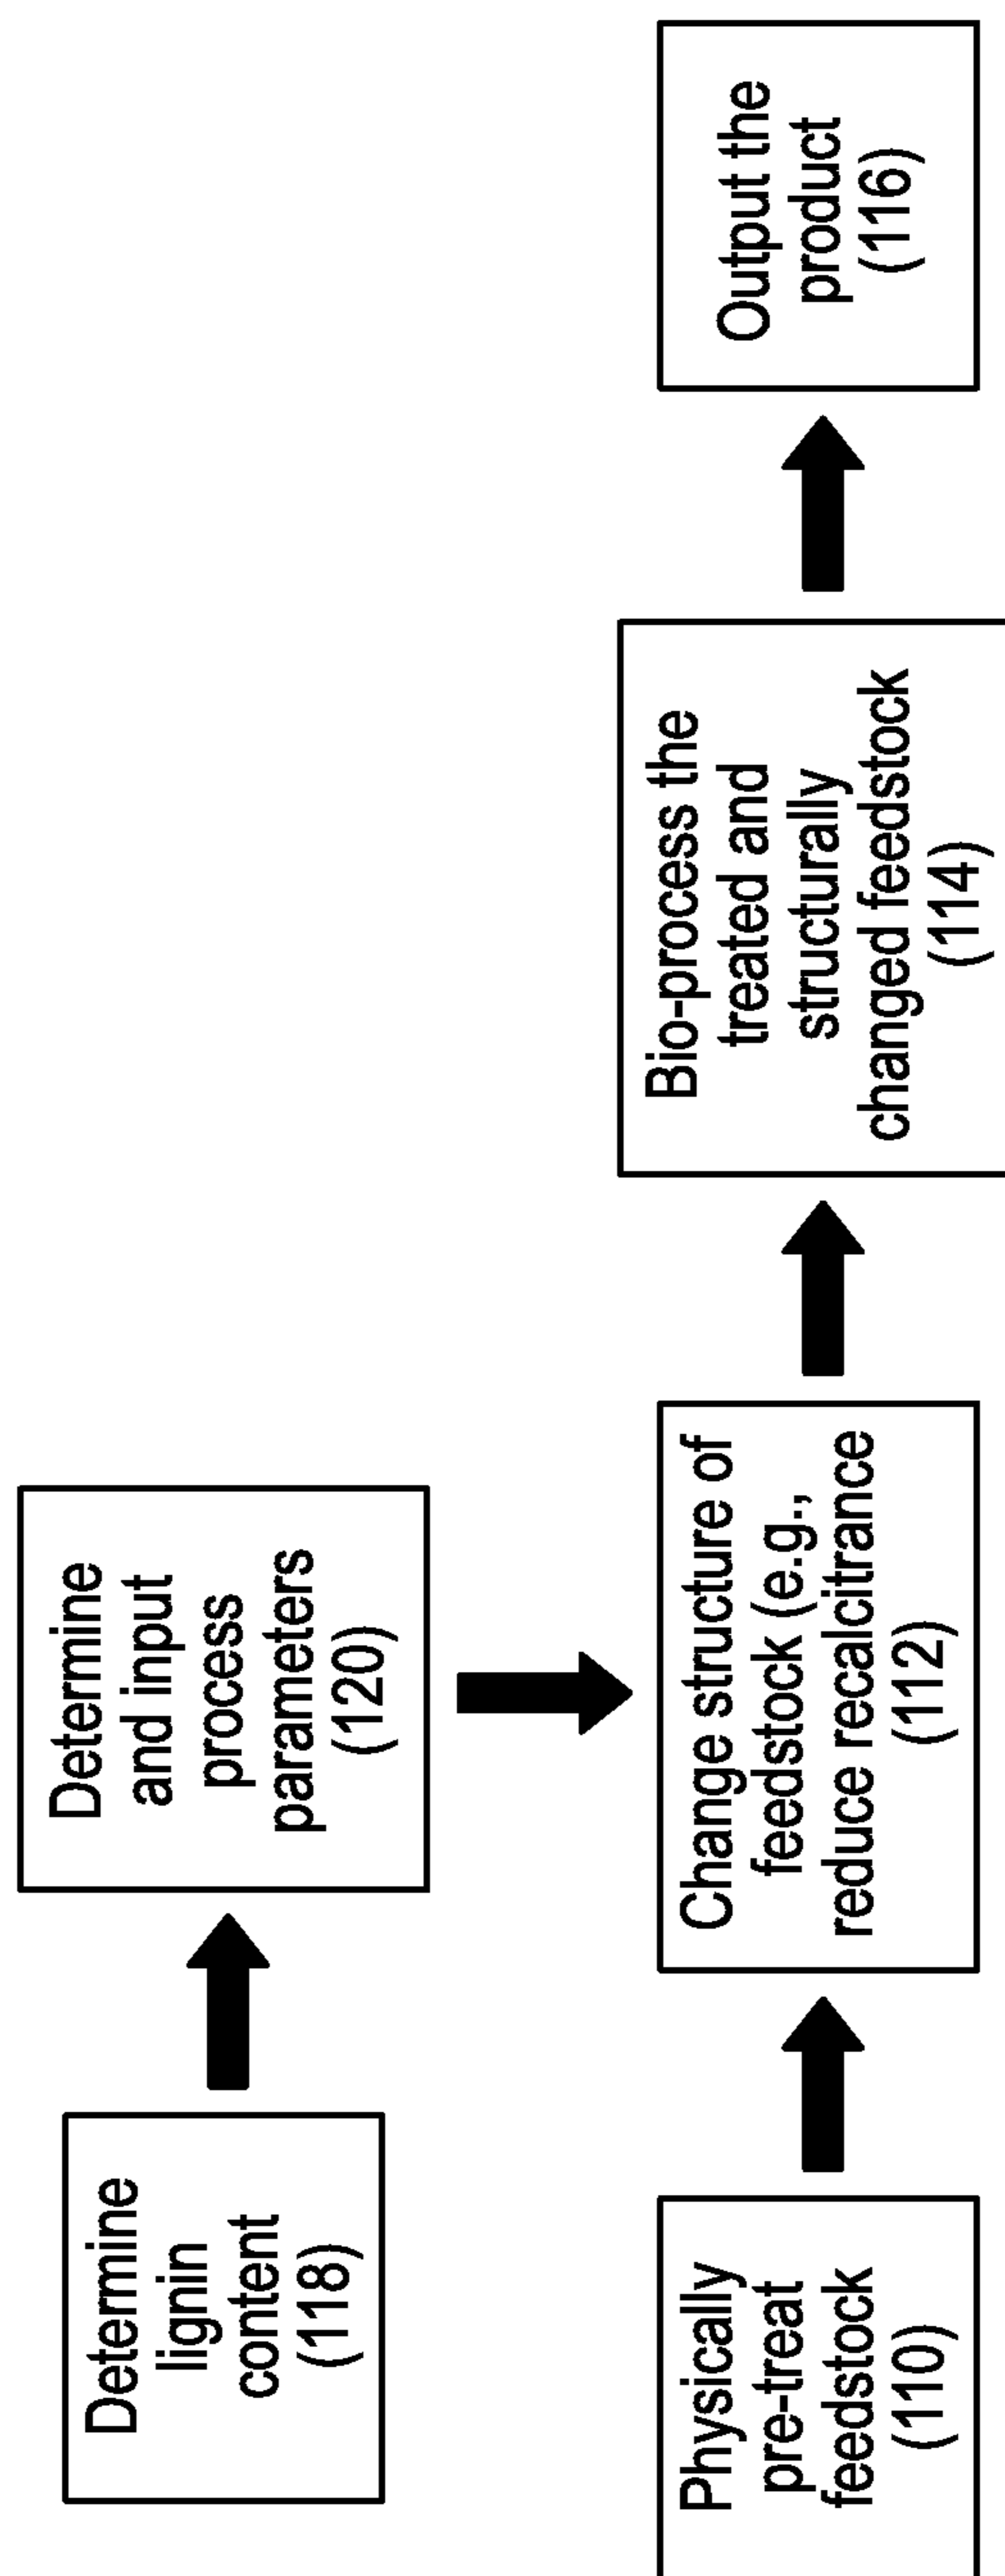 Determine
lignin
content
(118)
Determine
and input
process
parameters
(120)
Physically
pre-treat
feedstock
(110)
Change structure of
feedstock (e.g.,
reduce recalcitrance
(112)
Bio-process the
treated and
structurally
changed feedstock
(114)
Output the
product
(116)